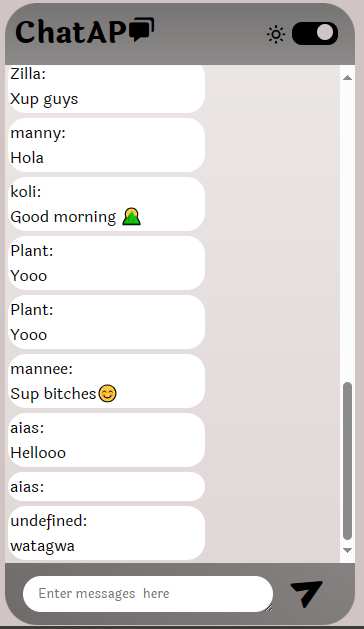 ChatAP
Zilla:
Xup guys
manny:
Hola
koli:
Good morning
Plant:
Yooo
Plant:
Yooo
mannee:
Sup bitches😊
aias:
Hellooo
aias:
undefined:
watagwa
Enter messages here